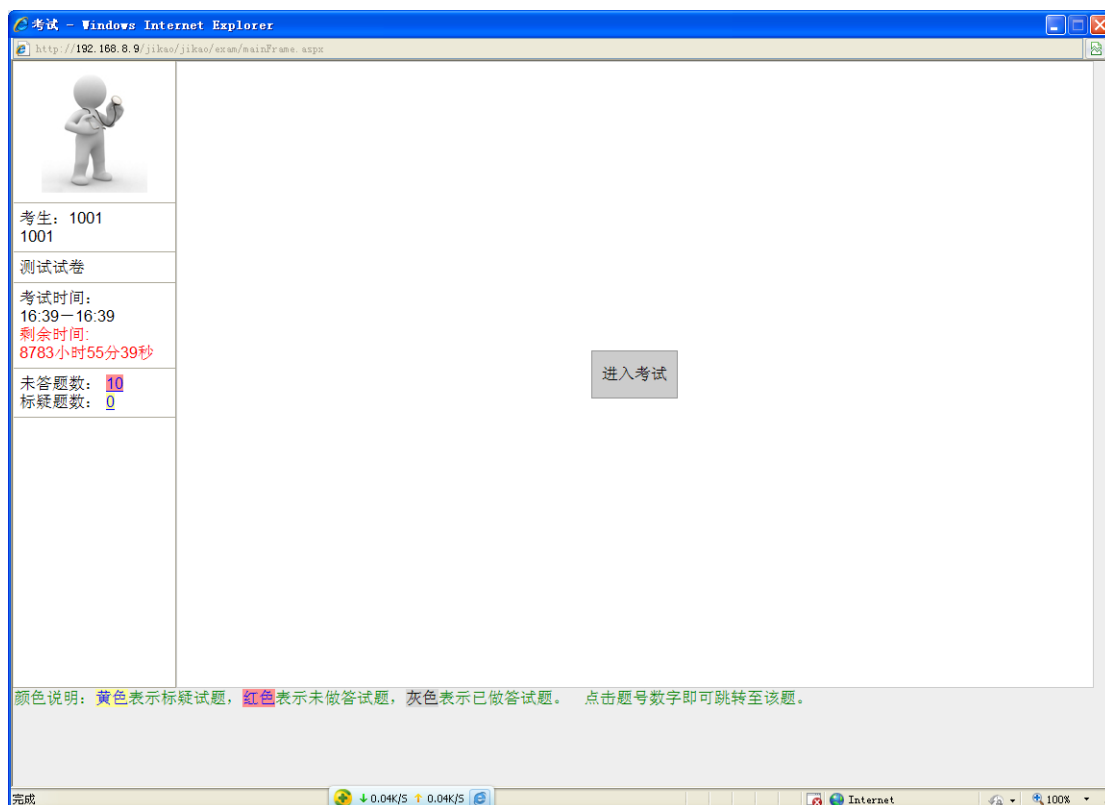 考试 - Windows Internet Explorer
http://192.168.8.9/jikao/jikao/exam/mainFrame.aspx
考生：1001
1001
测试试卷
考试时间：
16:39－16:39
剩余时间:
8783小时55分39秒
未答题数： 10
标疑题数： 0
进入考试
颜色说明：黄色表示标疑试题，红色表示未做答试题，灰色表示已做答试题。 点击题号数字即可跳转至该题。
完成
↓ 0.04K/S ↑ 0.04K/S
Internet
100%